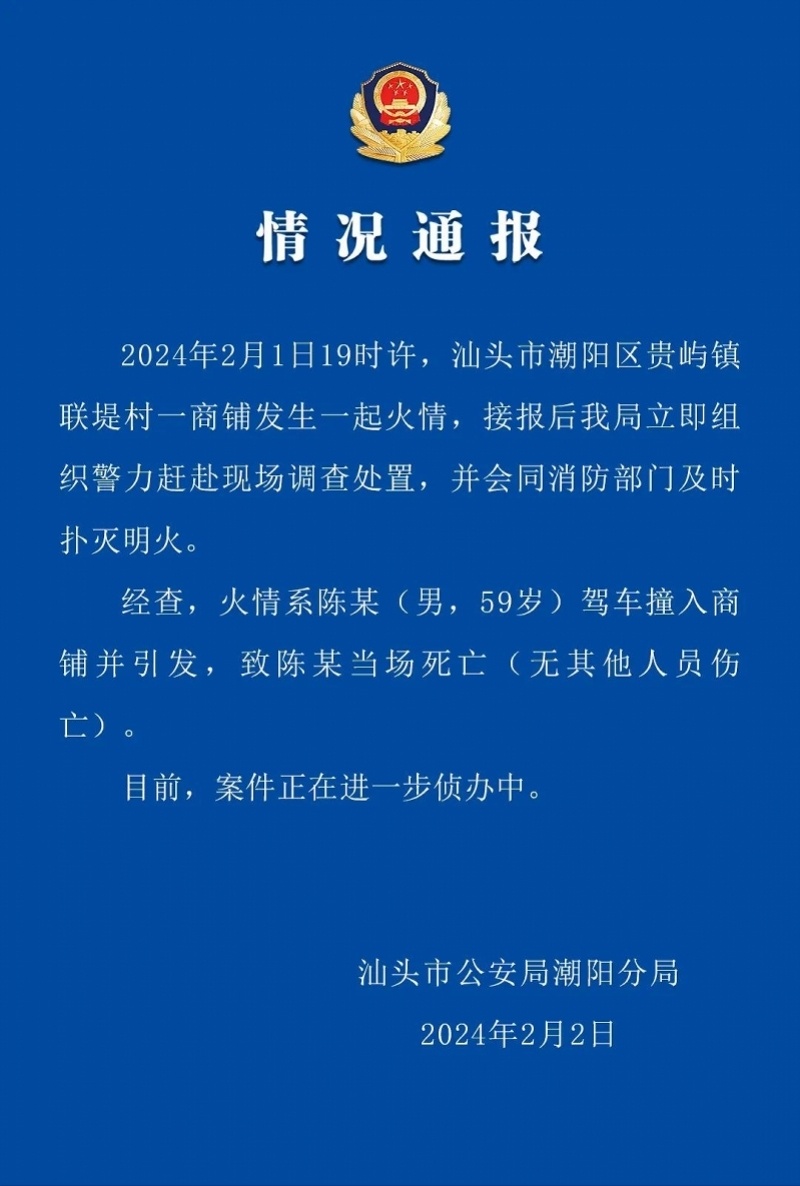 情况通报
2024年2月1日19时许，汕头市潮阳区贵屿镇
联堤村一商铺发生一起火情，接报后我局立即组
织警力赶赴现场调查处置，并会同消防部门及时
扑灭明火。
经查，火情系陈某（男，59岁）驾车撞入商
铺并引发，致陈某当场死亡（无其他人员伤
亡）。
目前，案件正在进一步侦办中。
汕头市公安局潮阳分局
2024年2月2日